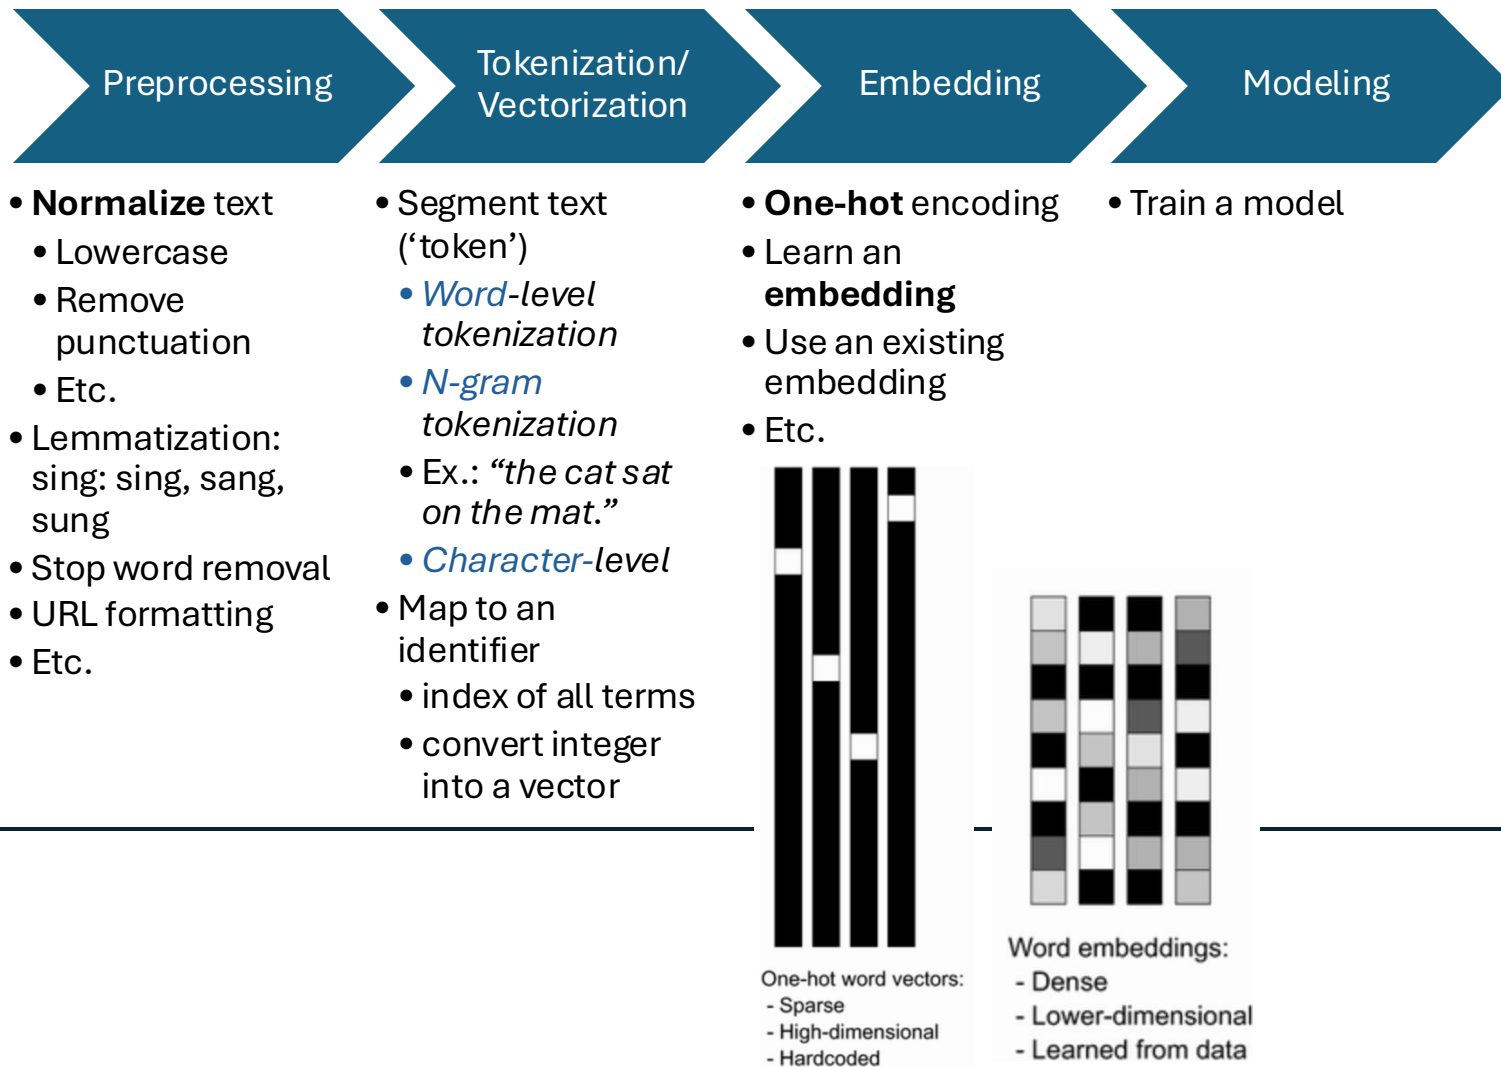 Preprocessing
Tokenization/
Vectorization
Embedding
Modeling
• Normalize text
• Lowercase
• Remove
punctuation
• Etc.
• Lemmatization:
sing: sing, sang,
sung
• Stop word removal
• URL formatting
• Etc.
• Segment text
(‘token’)
• Word-level
tokenization
• N-gram
tokenization
• Ex.: “the cat sat
on the mat.”
• Character-level
• Map to an
identifier
• index of all terms
• convert integer
into a vector
• One-hot encoding
• Learn an
embedding
• Use an existing
embedding
• Etc.
One-hot word vectors:
- Sparse
- High-dimensional
- Hardcoded
Word embeddings:
- Dense
- Lower-dimensional
- Learned from data
• Train a model